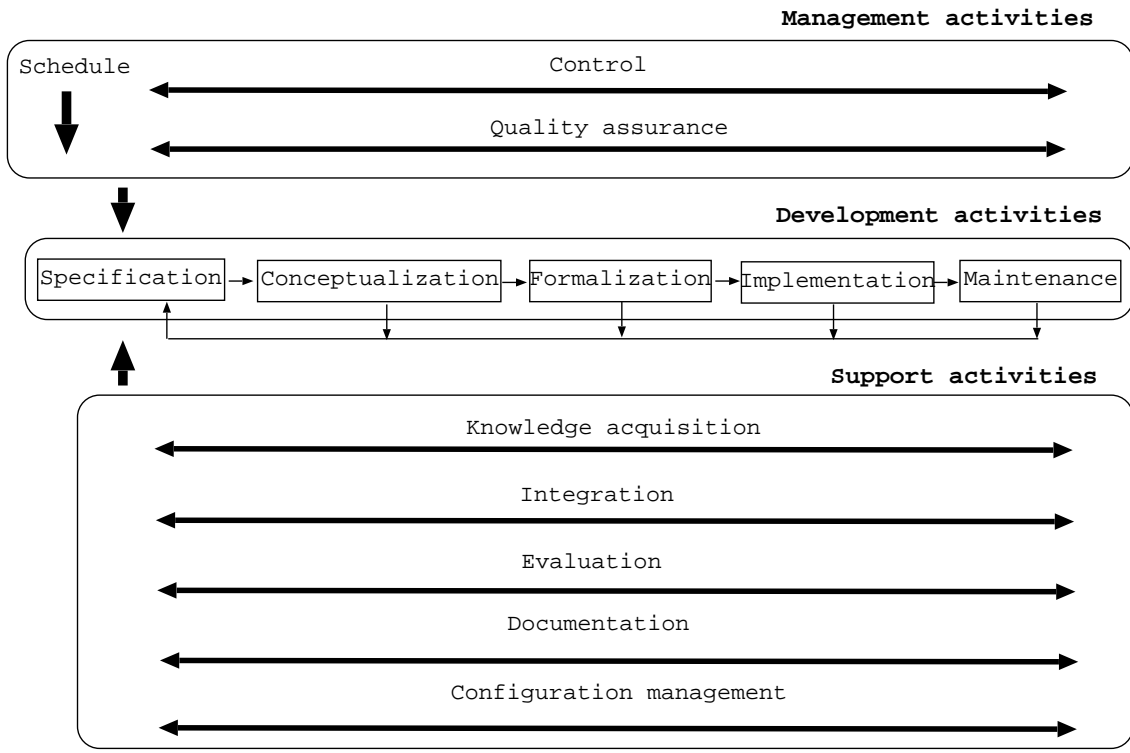 Management activities
Schedule
Control
Quality assurance
Development activities
Specification
Conceptualization
Formalization
Implementation
Maintenance
Support activities
Knowledge acquisition
Integration
Evaluation
Documentation
Configuration management